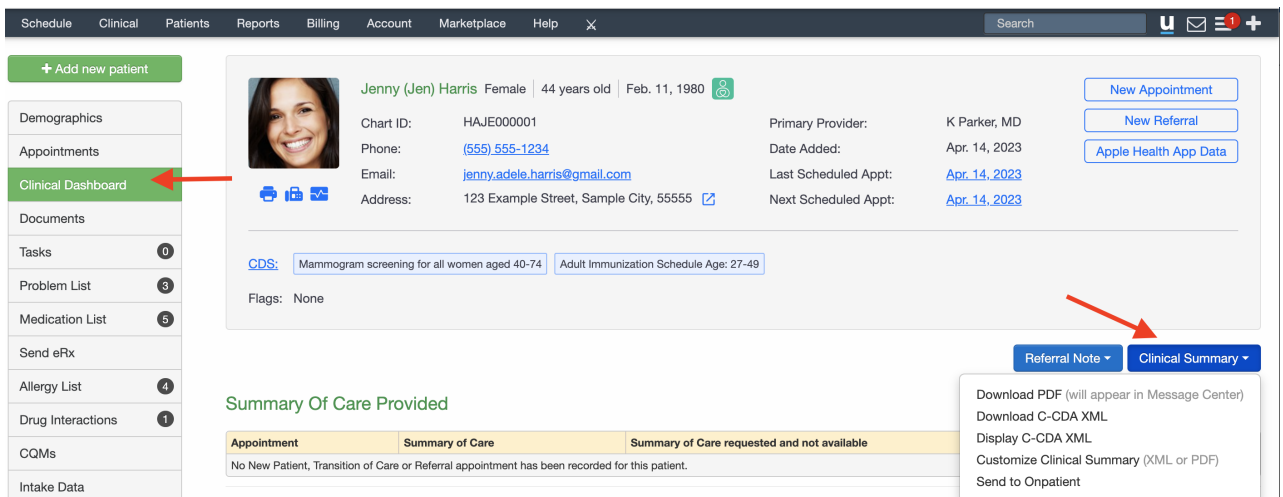 Schedule Clinical Patients Reports Billing Account Marketplace Help Search u 1
+ Add new patient
Demographics
Appointments
Clinical Dashboard
Documents
Tasks 0
Problem List 3
Medication List 5
Send eRx
Allergy List 4
Drug Interactions 1
CQMs
Intake Data
Jenny (Jen) Harris Female 44 years old Feb. 11, 1980
Chart ID: HAJE000001
Phone: (555) 555-1234
Email: jenny.adele.harris@gmail.com
Address: 123 Example Street, Sample City, 55555
Primary Provider: K Parker, MD
Date Added: Apr. 14, 2023
Last Scheduled Appt: Apr. 14, 2023
Next Scheduled Appt: Apr. 14, 2023
New Appointment
New Referral
Apple Health App Data
CDS: Mammogram screening for all women aged 40-74 Adult Immunization Schedule Age: 27-49
Flags: None
Referral Note Clinical Summary
Download PDF (will appear in Message Center)
Download C-CDA XML
Display C-CDA XML
Customize Clinical Summary (XML or PDF)
Send to Onpatient
Summary Of Care Provided
Appointment Summary of Care Summary of Care requested and not available
No New Patient, Transition of Care or Referral appointment has been recorded for this patient.